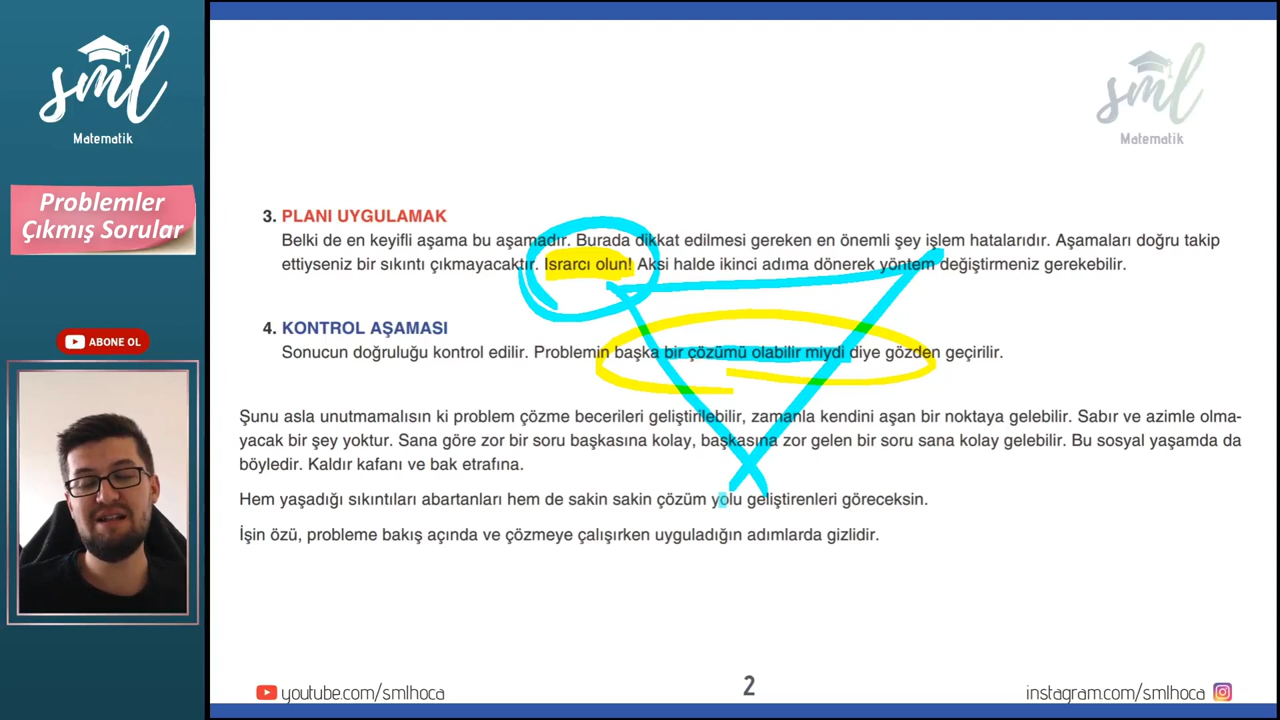 sml
Matematik
sml
Matematik
Problemler
Çıkmış Sorular
ABONE OL
3. PLANI UYGULAMAK
Belki de en keyifli aşama bu aşamadır. Burada dikkat edilmesi gereken en önemli şey işlem hatalarıdır. Aşamaları doğru takip
ettiyseniz bir sıkıntı çıkmayacaktır. Israrcı olun! Aksi halde ikinci adıma dönerek yöntem değiştirmeniz gerekebilir.
4. KONTROL AŞAMASI
Sonucun doğruluğu kontrol edilir. Problemin başka bir çözümü olabilir miydi diye gözden geçirilir.
Şunu asla unutmamalısın ki problem çözme becerileri geliştirilebilir, zamanla kendini aşan bir noktaya gelebilir. Sabır ve azimle olma-
yacak bir şey yoktur. Sana göre zor bir soru başkasına kolay, başkasına zor gelen bir soru sana kolay gelebilir. Bu sosyal yaşamda da
böyledir. Kaldır kafanı ve bak etrafına.
Hem yaşadığı sıkıntıları abartanları hem de sakin sakin çözüm yolu geliştirenleri göreceksin.
İşin özü, probleme bakış açında ve çözmeye çalışırken uyguladığın adımlarda gizlidir.
youtube.com/smlhoca
2
instagram.com/smlhoca